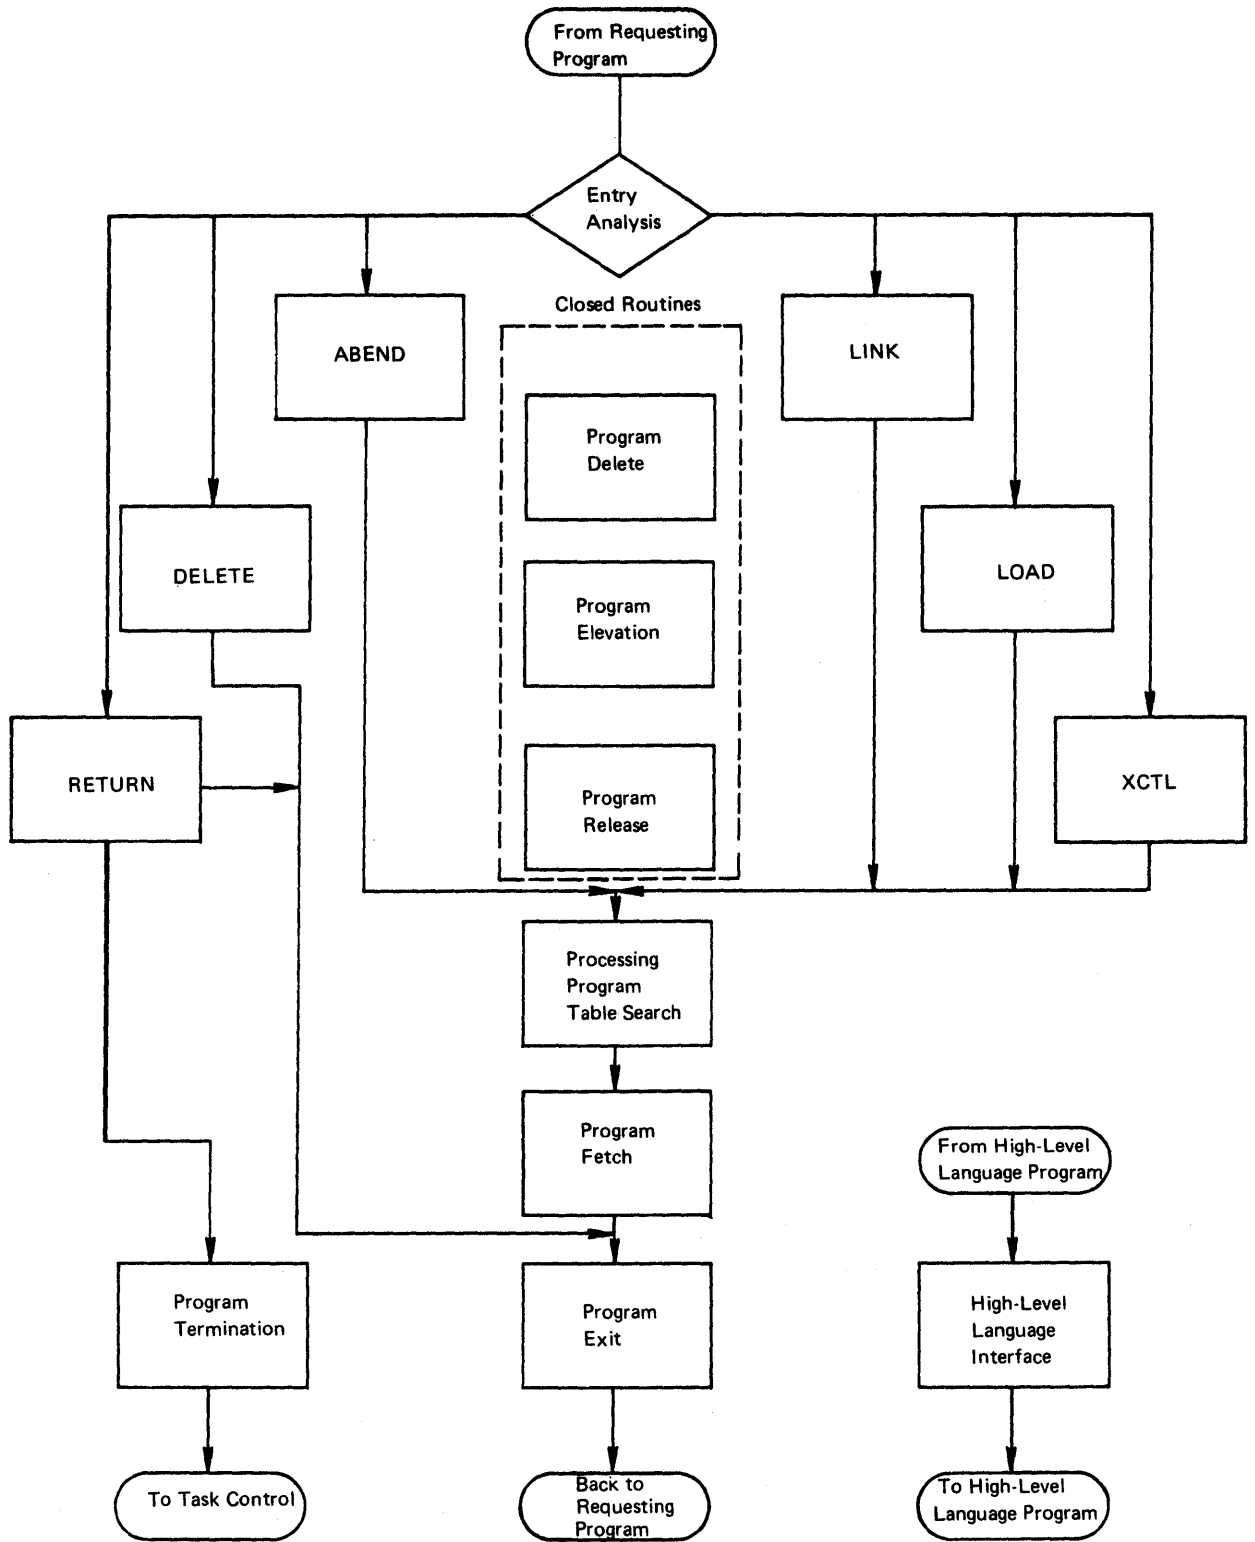 From Requesting
Program
Entry
Analysis
Closed Routines
ABEND
LINK
Program
Delete
DELETE
LOAD
Program
Elevation
RETURN
XCTL
Program
Release
Processing
Program
Table Search
Program
Fetch
From High-Level
Language Program
Program
Termination
Program
Exit
High-Level
Language
Interface
To Task Control
Back to
Requesting
Program
To High-Level
Language Program